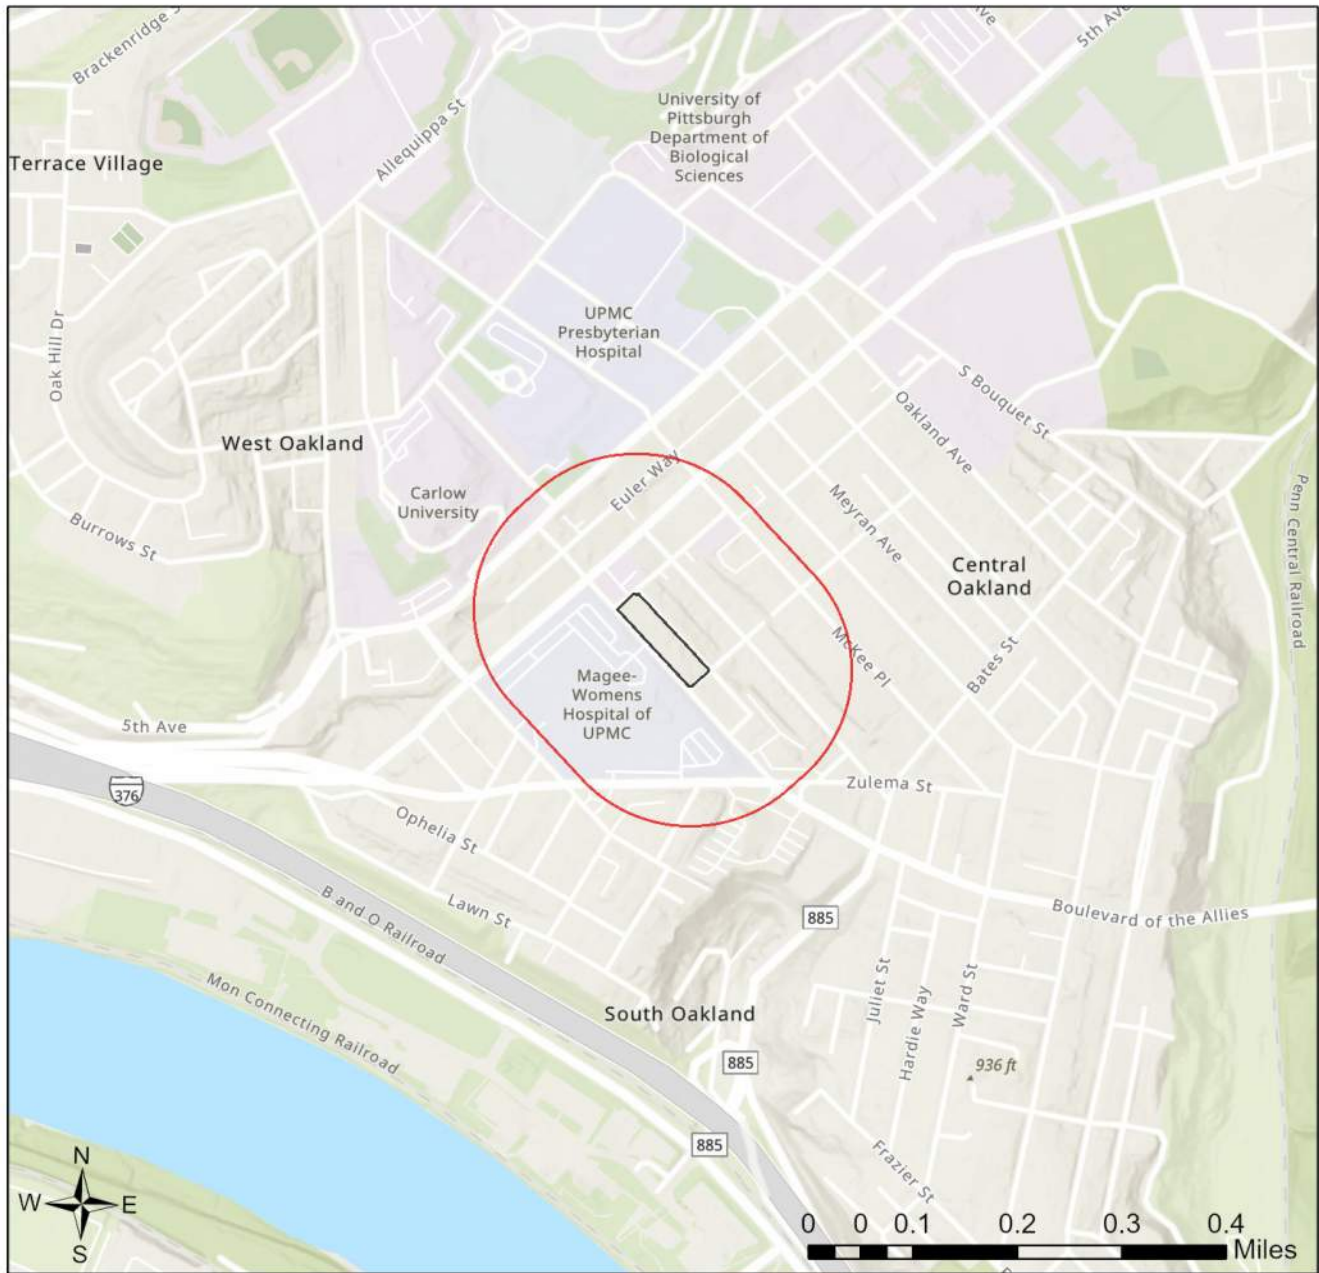 Brackenridge S
Ave
5th Ave
Allequippa St
University of
Pittsburgh
Department of
Biological
Sciences
Terrace Village
Oak Hill Dr
UPMC
Presbyterian
Hospital
S Bouquet St
Oakland Ave
West Oakland
Euler Way
Carlow
University
Meyran Ave
Penn Central Railroad
Burrows St
Central
Oakland
McKee Pl
Bates St
Magee-
Womens
Hospital of
UPMC
5th Ave
376
Zulema St
Ophelia St
Lawn St
B and O Railroad
885
Boulevard of the Allies
Mon Connecting Railroad
South Oakland
Juliet St
Hardie Way
Ward St
885
936 ft
885
Frazier St
N
W E
S
0 0 0.1 0.2 0.3 0.4
Miles